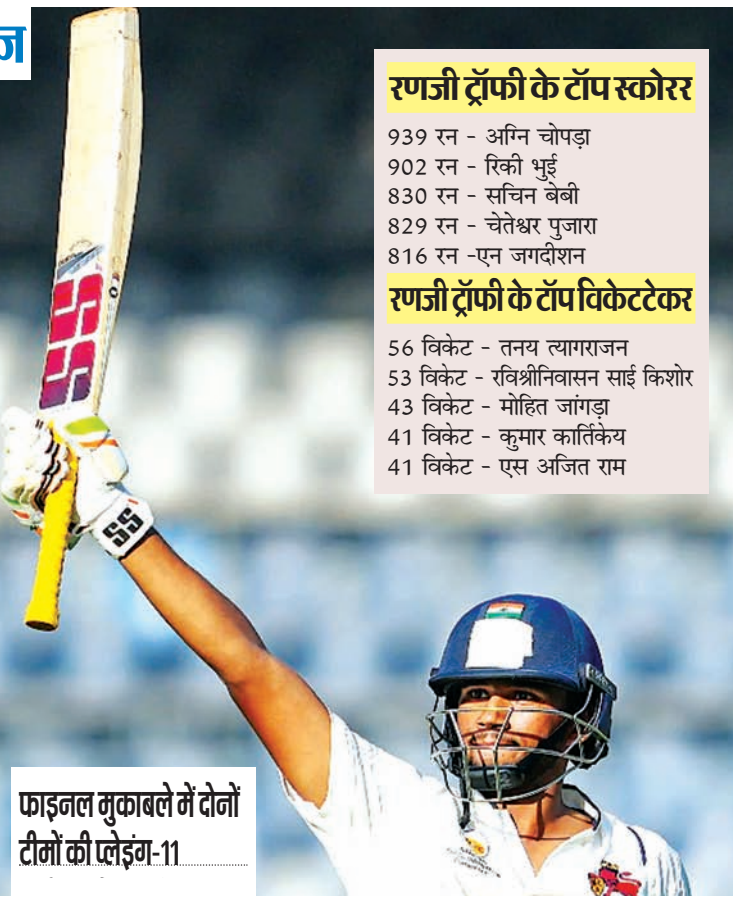 ज
रणजी ट्रॉफी के टॉप स्कोरर
939 रन - अग्नि चोपड़ा
902 रन - रिकी भुई
830 रन - सचिन बेबी
829 रन - चेतेश्वर पुजारा
816 रन -एन जगदीशन
रणजी ट्रॉफी के टॉप विकेटटेकर
56 विकेट - तनय त्यागराजन
53 विकेट - रविश्रीनिवासन साई किशोर
43 विकेट - मोहित जांगड़ा
41 विकेट - कुमार कार्तिकेय
41 विकेट - एस अजित राम
SS
SS
फाइनल मुकाबले में दोनों
टीमों की प्लेइंग-11